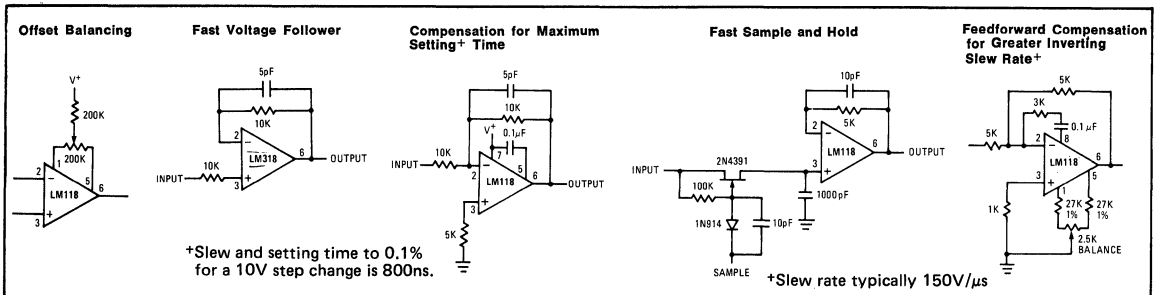 Offset Balancing
V+
200K
200K
2
1
−
LM118
5
6
3
+
Fast Voltage Follower
5pF
10K
2
−
LM318
6
OUTPUT
INPUT
10K
3
+
+Slew and setting time to 0.1%
for a 10V step change is 800ns.
Compensation for Maximum
Setting+ Time
5pF
10K
V+
0.1μF
INPUT
10K
7
−
5
2
LM118
6
OUTPUT
3
+
5K
Fast Sample and Hold
10pF
5K
2
−
LM118
6
OUTPUT
INPUT
2N4391
3
+
100K
1000pF
1N914
10pF
SAMPLE
Feedforward Compensation
for Greater Inverting
Slew Rate+
5K
3K
5K
0.1μF
2
−
8
LM118
6
3
+
5
1
1K
27K
1%
27K
1%
2.5K
BALANCE
+Slew rate typically 150V/μs